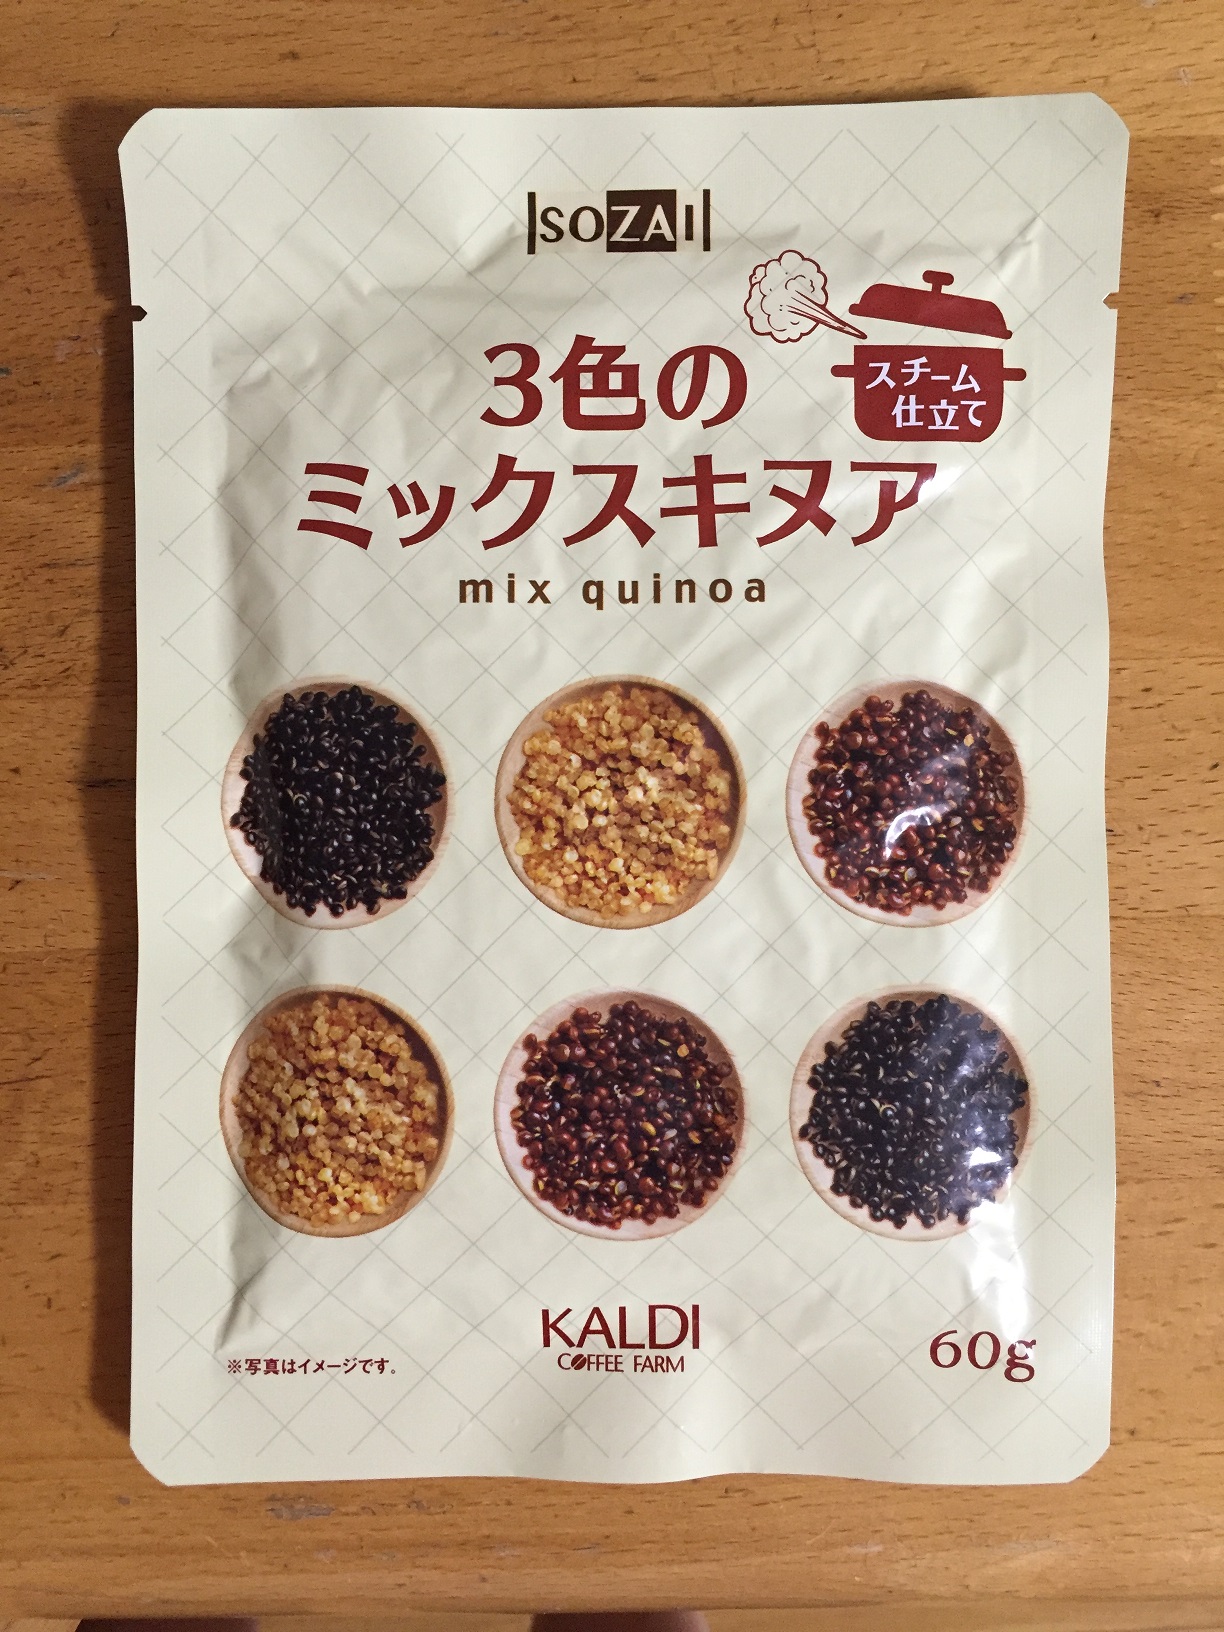 SOZAI
3色の
ミックスキヌア
mix quinoa
スチーム
仕立て
※写真はイメージです。
KALDI
COFFEE FARM
60g